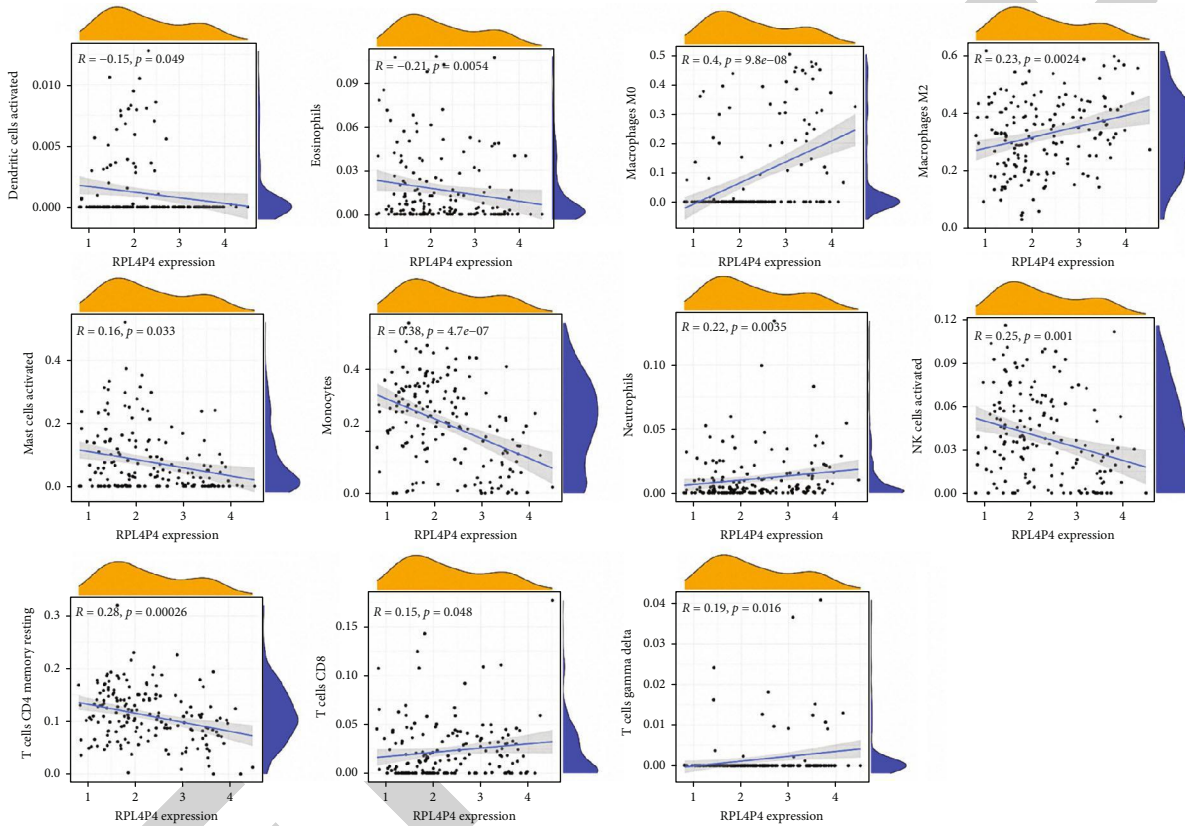 R = −0.15, p = 0.049
Dendritic cells activated
0.010
0.005
0.000
1 2 3 4
RPL4P4 expression
R = −0.21, p = 0.0054
Eosinophils
0.09
0.06
0.03
0.00
1 2 3 4
RPL4P4 expression
R = 0.4, p = 9.8e−08
Macrophages M0
0.5
0.4
0.3
0.2
0.1
0.0
1 2 3 4
RPL4P4 expression
R = 0.23, p = 0.0024
Macrophages M2
0.6
0.4
0.2
0.0
1 2 3 4
RPL4P4 expression
R = 0.16, p = 0.033
Mast cells activated
0.4
0.2
0.0
1 2 3 4
RPL4P4 expression
R = 0.38, p = 4.7e−07
Monocytes
0.4
0.2
0.0
1 2 3 4
RPL4P4 expression
R = 0.22, p = 0.0035
Neutrophils
0.10
0.05
0.00
1 2 3 4
RPL4P4 expression
R = 0.25, p = 0.001
NK cells activated
0.12
0.09
0.06
0.03
0.00
1 2 3 4
RPL4P4 expression
R = 0.28, p = 0.00026
T cells CD4 memory resting
0.3
0.2
0.1
0.0
1 2 3 4
RPL4P4 expression
R = 0.15, p = 0.048
T cells CD8
0.15
0.10
0.05
0.00
1 2 3 4
RPL4P4 expression
R = 0.19, p = 0.016
T cells gamma delta
0.04
0.03
0.02
0.01
0.00
1 2 3 4
RPL4P4 expression